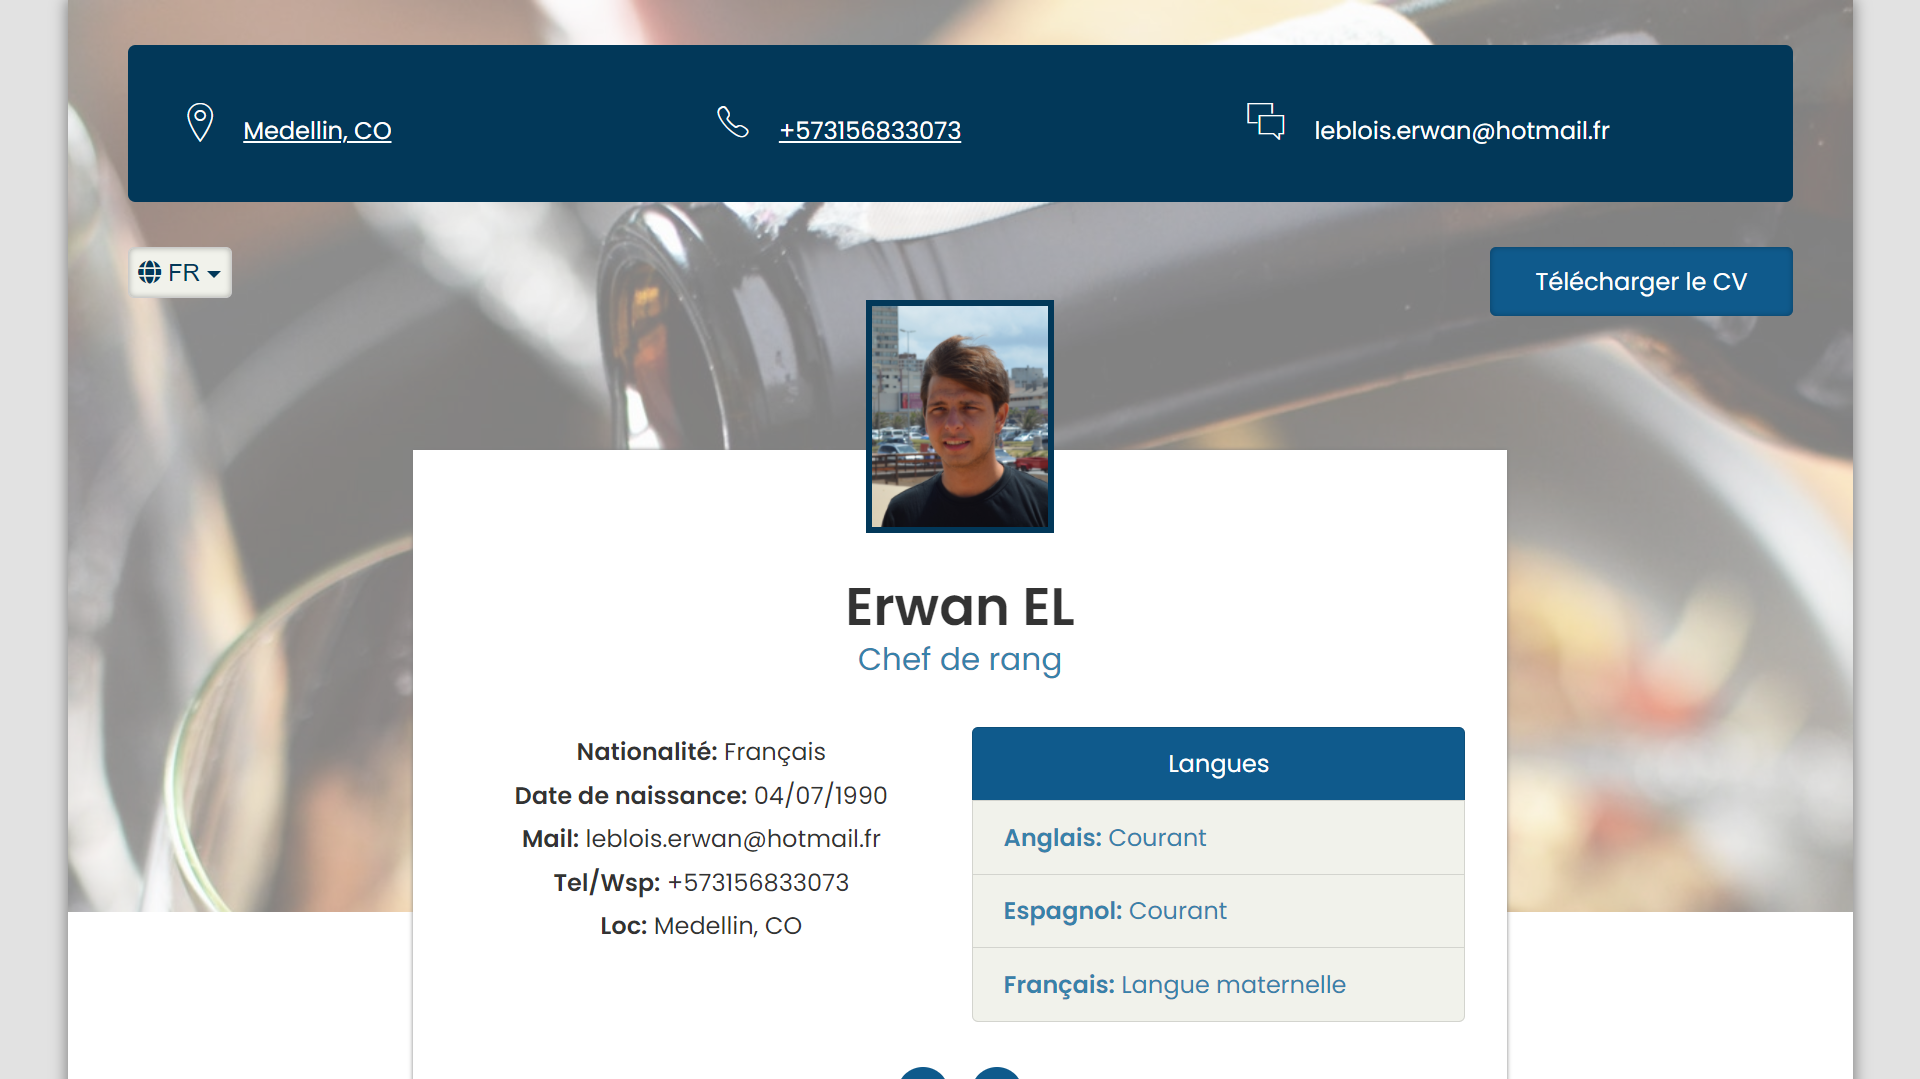 Medellin, CO
+573156833073
leblois.erwan@hotmail.fr
FR
Télécharger le CV
Erwan EL
Chef de rang
Nationalité: Français
Date de naissance: 04/07/1990
Mail: leblois.erwan@hotmail.fr
Tel/Wsp: +573156833073
Loc: Medellin, CO
Langues
Anglais: Courant
Espagnol: Courant
Français: Langue maternelle